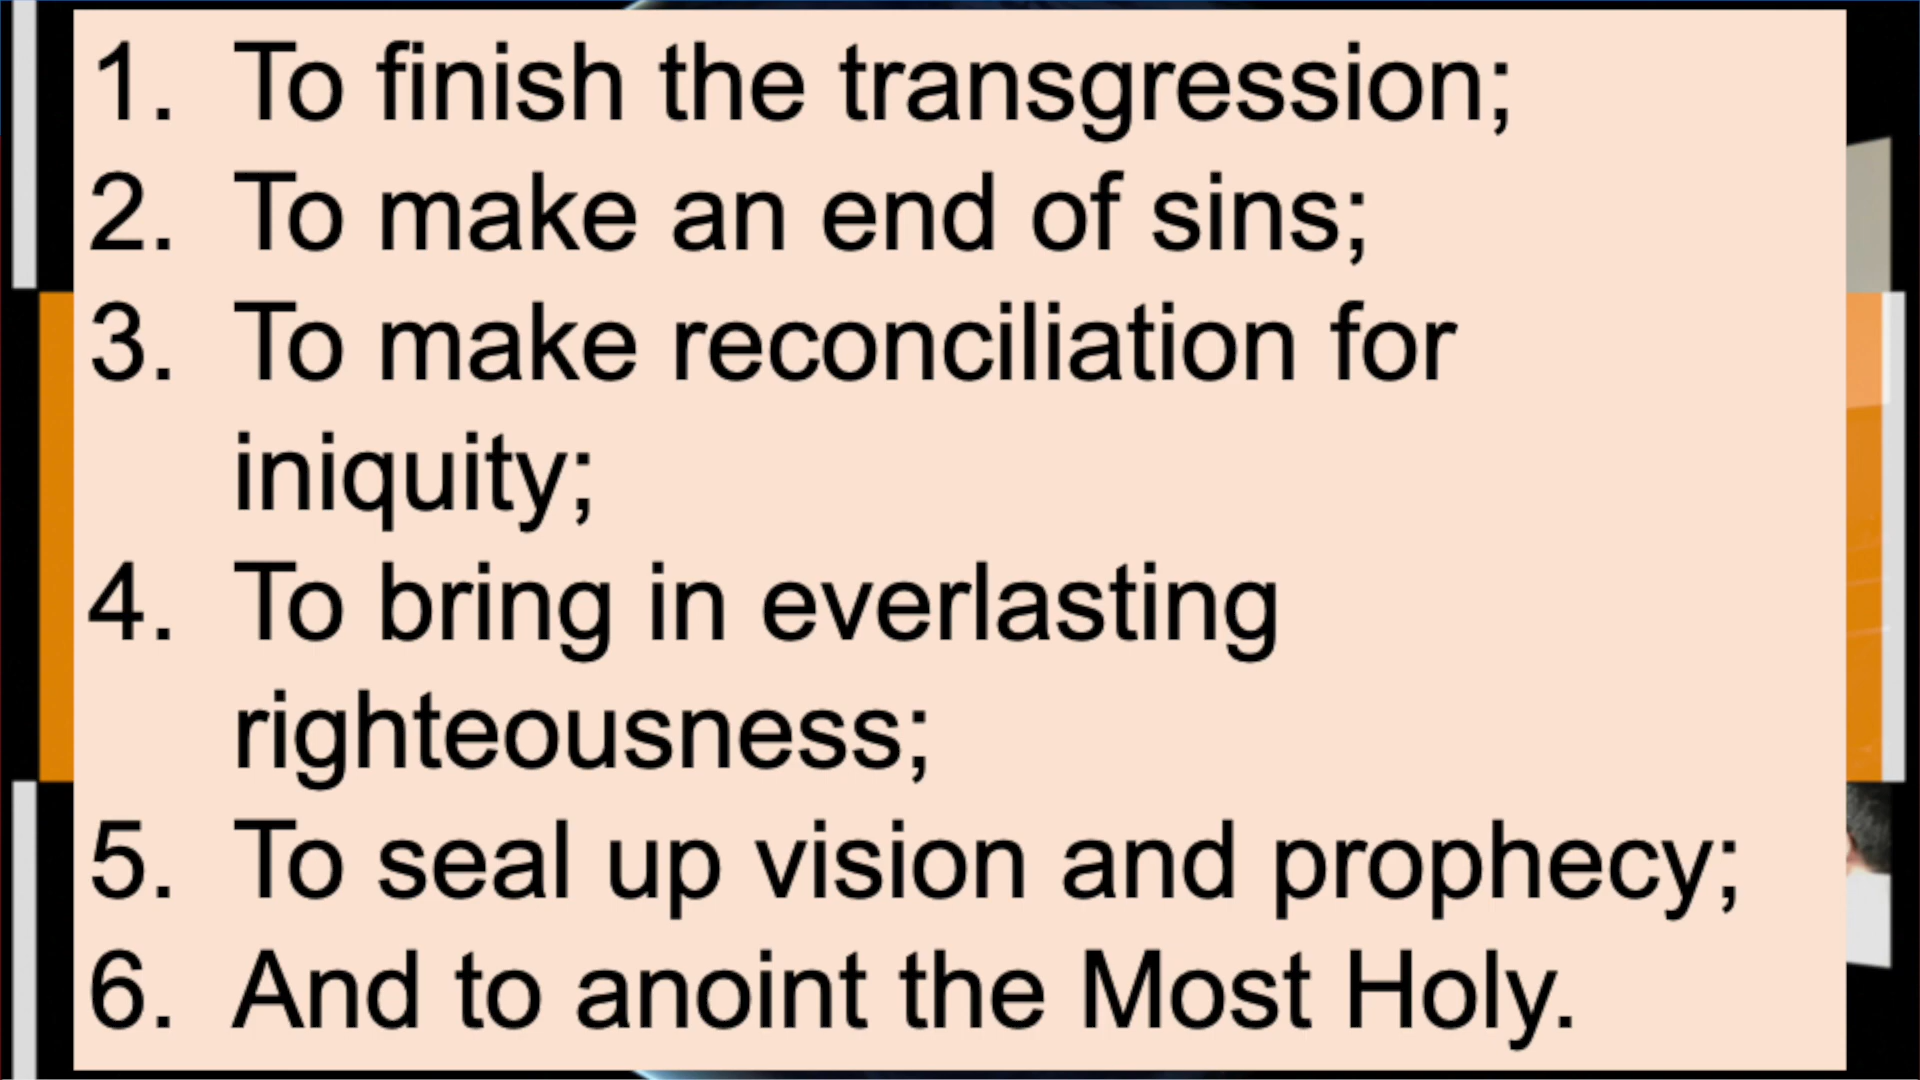 1. To finish the transgression;
2. To make an end of sins;
3. To make reconciliation for
iniquity;
4. To bring in everlasting
righteousness;
5. To seal up vision and prophecy;
6. And to anoint the Most Holy.